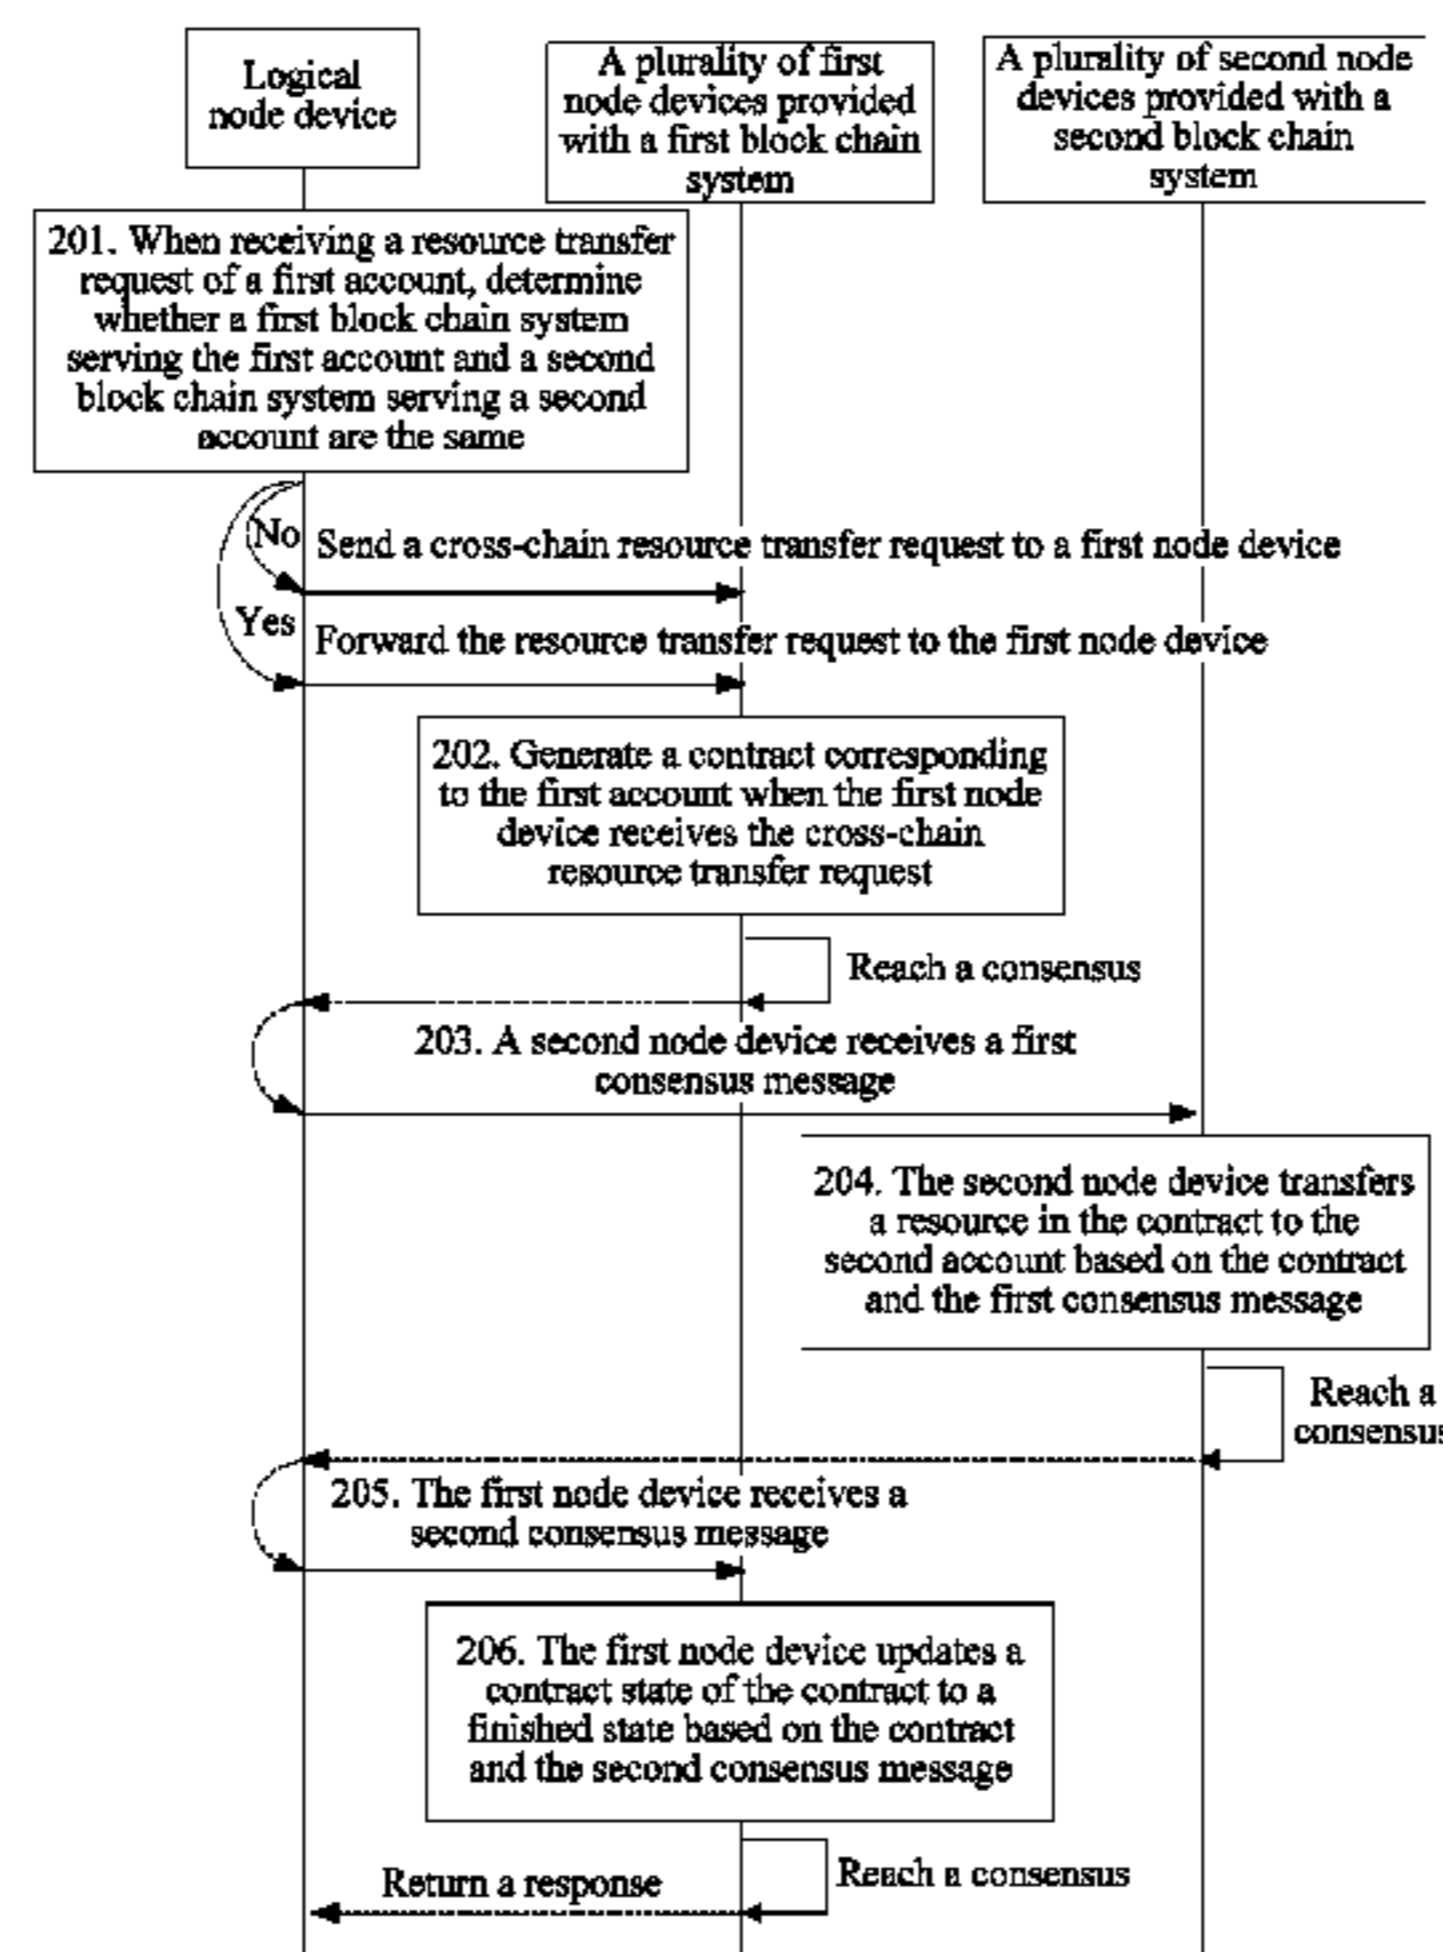 Logical
node device
A plurality of first
node devices provided
with a first block chain
system
A plurality of second node
devices provided with a
second block chain
system
201. When receiving a resource transfer
request of a first account, determine
whether a first block chain system
serving the first account and a second
block chain system serving a second
account are the same
No
Send a cross-chain resource transfer request to a first node device
Yes
Forward the resource transfer request to the first node device
202. Generate a contract corresponding
to the first account when the first node
device receives the cross-chain
resource transfer request
Reach a consensus
203. A second node device receives a first
consensus message
204. The second node device transfers
a resource in the contract to the
second account based on the contract
and the first consensus message
Reach a
consensus
205. The first node device receives a
second consensus message
206. The first node device updates a
contract state of the contract to a
finished state based on the contract
and the second consensus message
Reach a consensus
Return a response